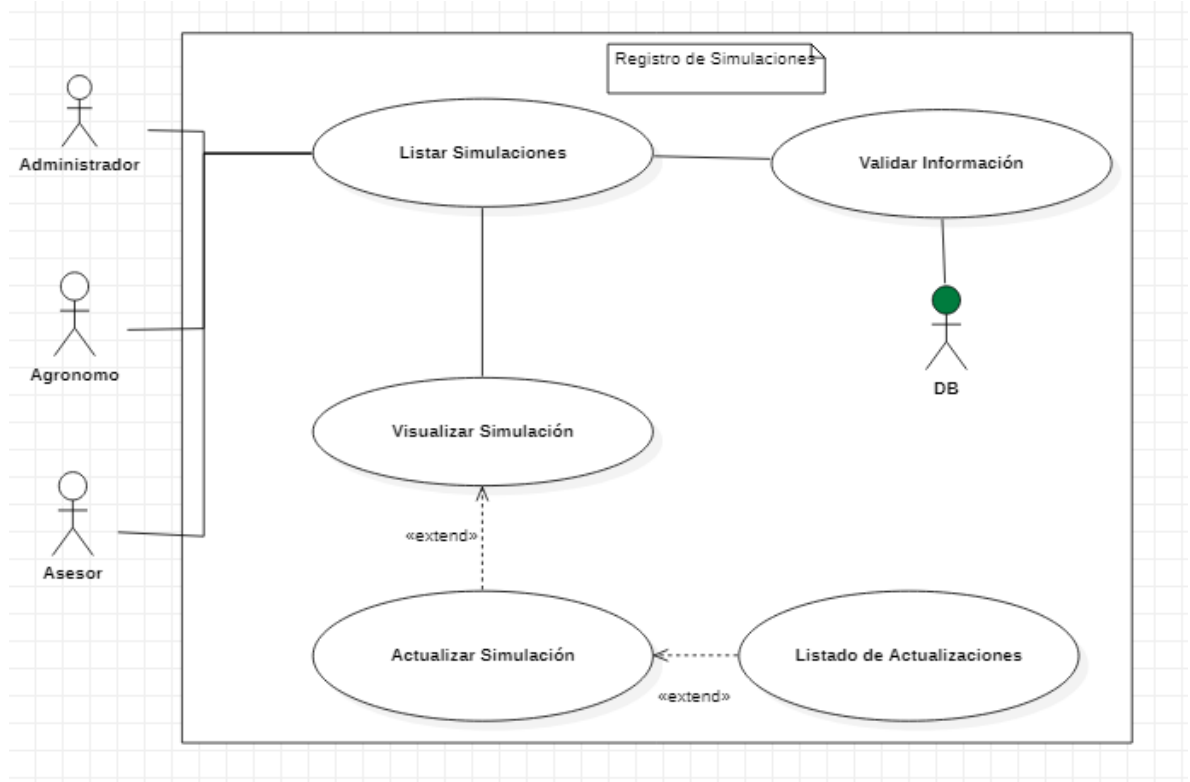 Registro de Simulaciones
Administrador
Listar Simulaciones
Validar Información
Agronomo
DB
Visualizar Simulación
«extend»
Asesor
Actualizar Simulación
Listado de Actualizaciones
«extend»